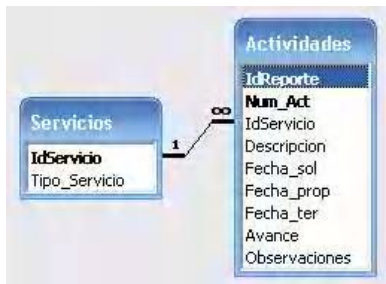 Servicios
IdServicio
Tipo_Servicio
1
∞
Actividades
IdReporte
Num_Act
IdServicio
Descripcion
Fecha_sol
Fecha_prop
Fecha_ter
Avance
Observaciones